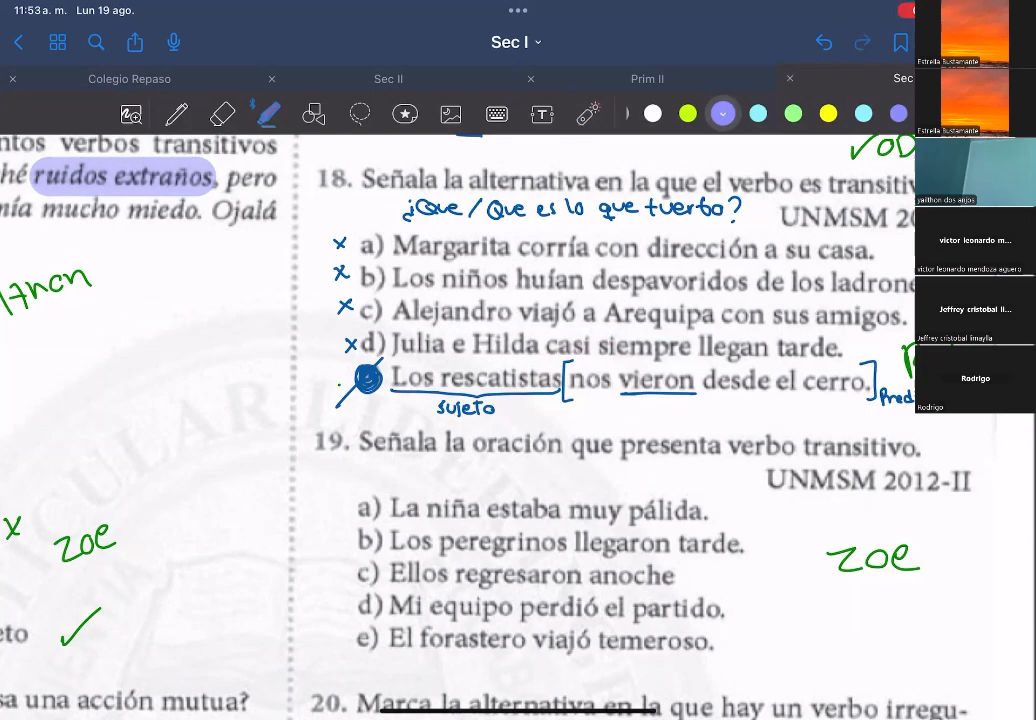 11:53 a. m. Lun 19 ago.
Sec I
Colegio Repaso
Sec II
Prim II
Sec
ntos verbos transitivos
hé ruidos extraños, pero
nía mucho miedo. Ojalá
x zoe
eto
sa una acción mutua?
18. Señala la alternativa en la que el verbo es transitiv
¿Que / Que es lo que + verbo?
UNMSM 20
x a) Margarita corría con dirección a su casa.
x b) Los niños huían despavoridos de los ladrone
x c) Alejandro viajó a Arequipa con sus amigos.
x d) Julia e Hilda casi siempre llegan tarde.
Los rescatistas [nos vieron desde el cerro.]
sujeto
Pred
19. Señala la oración que presenta verbo transitivo.
UNMSM 2012-II
a) La niña estaba muy pálida.
b) Los peregrinos llegaron tarde.
c) Ellos regresaron anoche
d) Mi equipo perdió el partido.
e) El forastero viajó temeroso.
zoe
20. Marca la alternativa en la que hay un verbo irregu-
Estrella Bustamante
Estrella Bustamante
yailthon dos anjos
victor leonardo m...
victor leonardo mendoza aguero
Jeffrey cristobal li...
Jeffrey cristobal limaylla
Rodrigo
Rodrigo